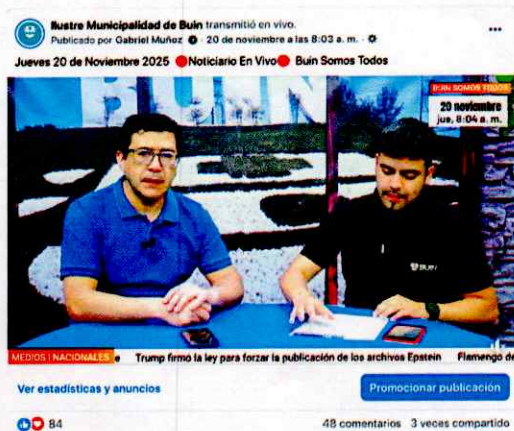 Ilustre Municipalidad de Buin transmitió en vivo.
Publicado por Gabriel Muñoz · 20 de noviembre a las 8:03 a. m. ·
Jueves 20 de Noviembre 2025 🔴Noticiario En Vivo🔴 Buin Somos Todos
BUIN
BUIN SOMOS TODOS
20 noviembre
jue, 8:04 a. m.
BUIN
MEDIOS | NACIONALES e Trump firmó la ley para forzar la publicación de los archivos Epstein Flamengo de
Ver estadísticas y anuncios
Promocionar publicación
84
48 comentarios 3 veces compartido